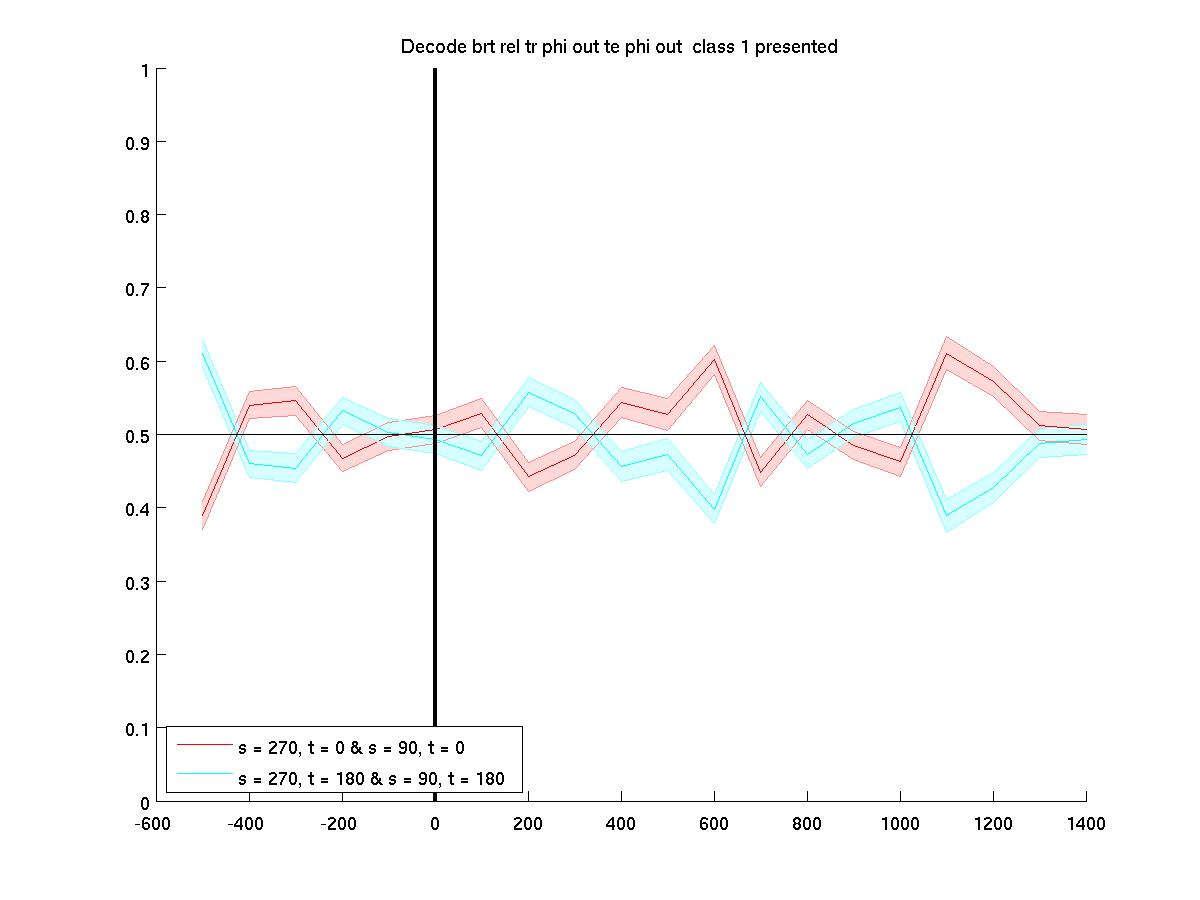 Decode brt rel tr phi out te phi out  class 1 presented
1
0.9
0.8
0.7
0.6
0.5
0.4
0.3
0.2
0.1
0
s = 270, t = 0 & s = 90, t = 0
s = 270, t = 180 & s = 90, t = 180
-600 -400 -200 0 200 400 600 800 1000 1200 1400